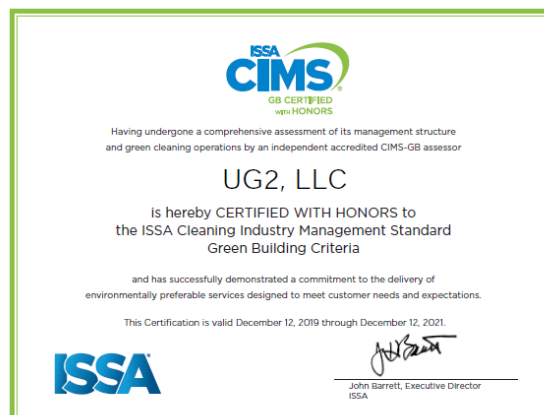 ISSA
CIMS
GB CERTIFIED
WITH HONORS
Having undergone a comprehensive assessment of its management structure
and green cleaning operations by an independent accredited CIMS-GB assessor
UG2, LLC
is hereby CERTIFIED WITH HONORS to
the ISSA Cleaning Industry Management Standard
Green Building Criteria
and has successfully demonstrated a commitment to the delivery of
environmentally preferable services designed to meet customer needs and expectations.
This Certification is valid December 12, 2019 through December 12, 2021.
ISSA
John Barrett, Executive Director
ISSA